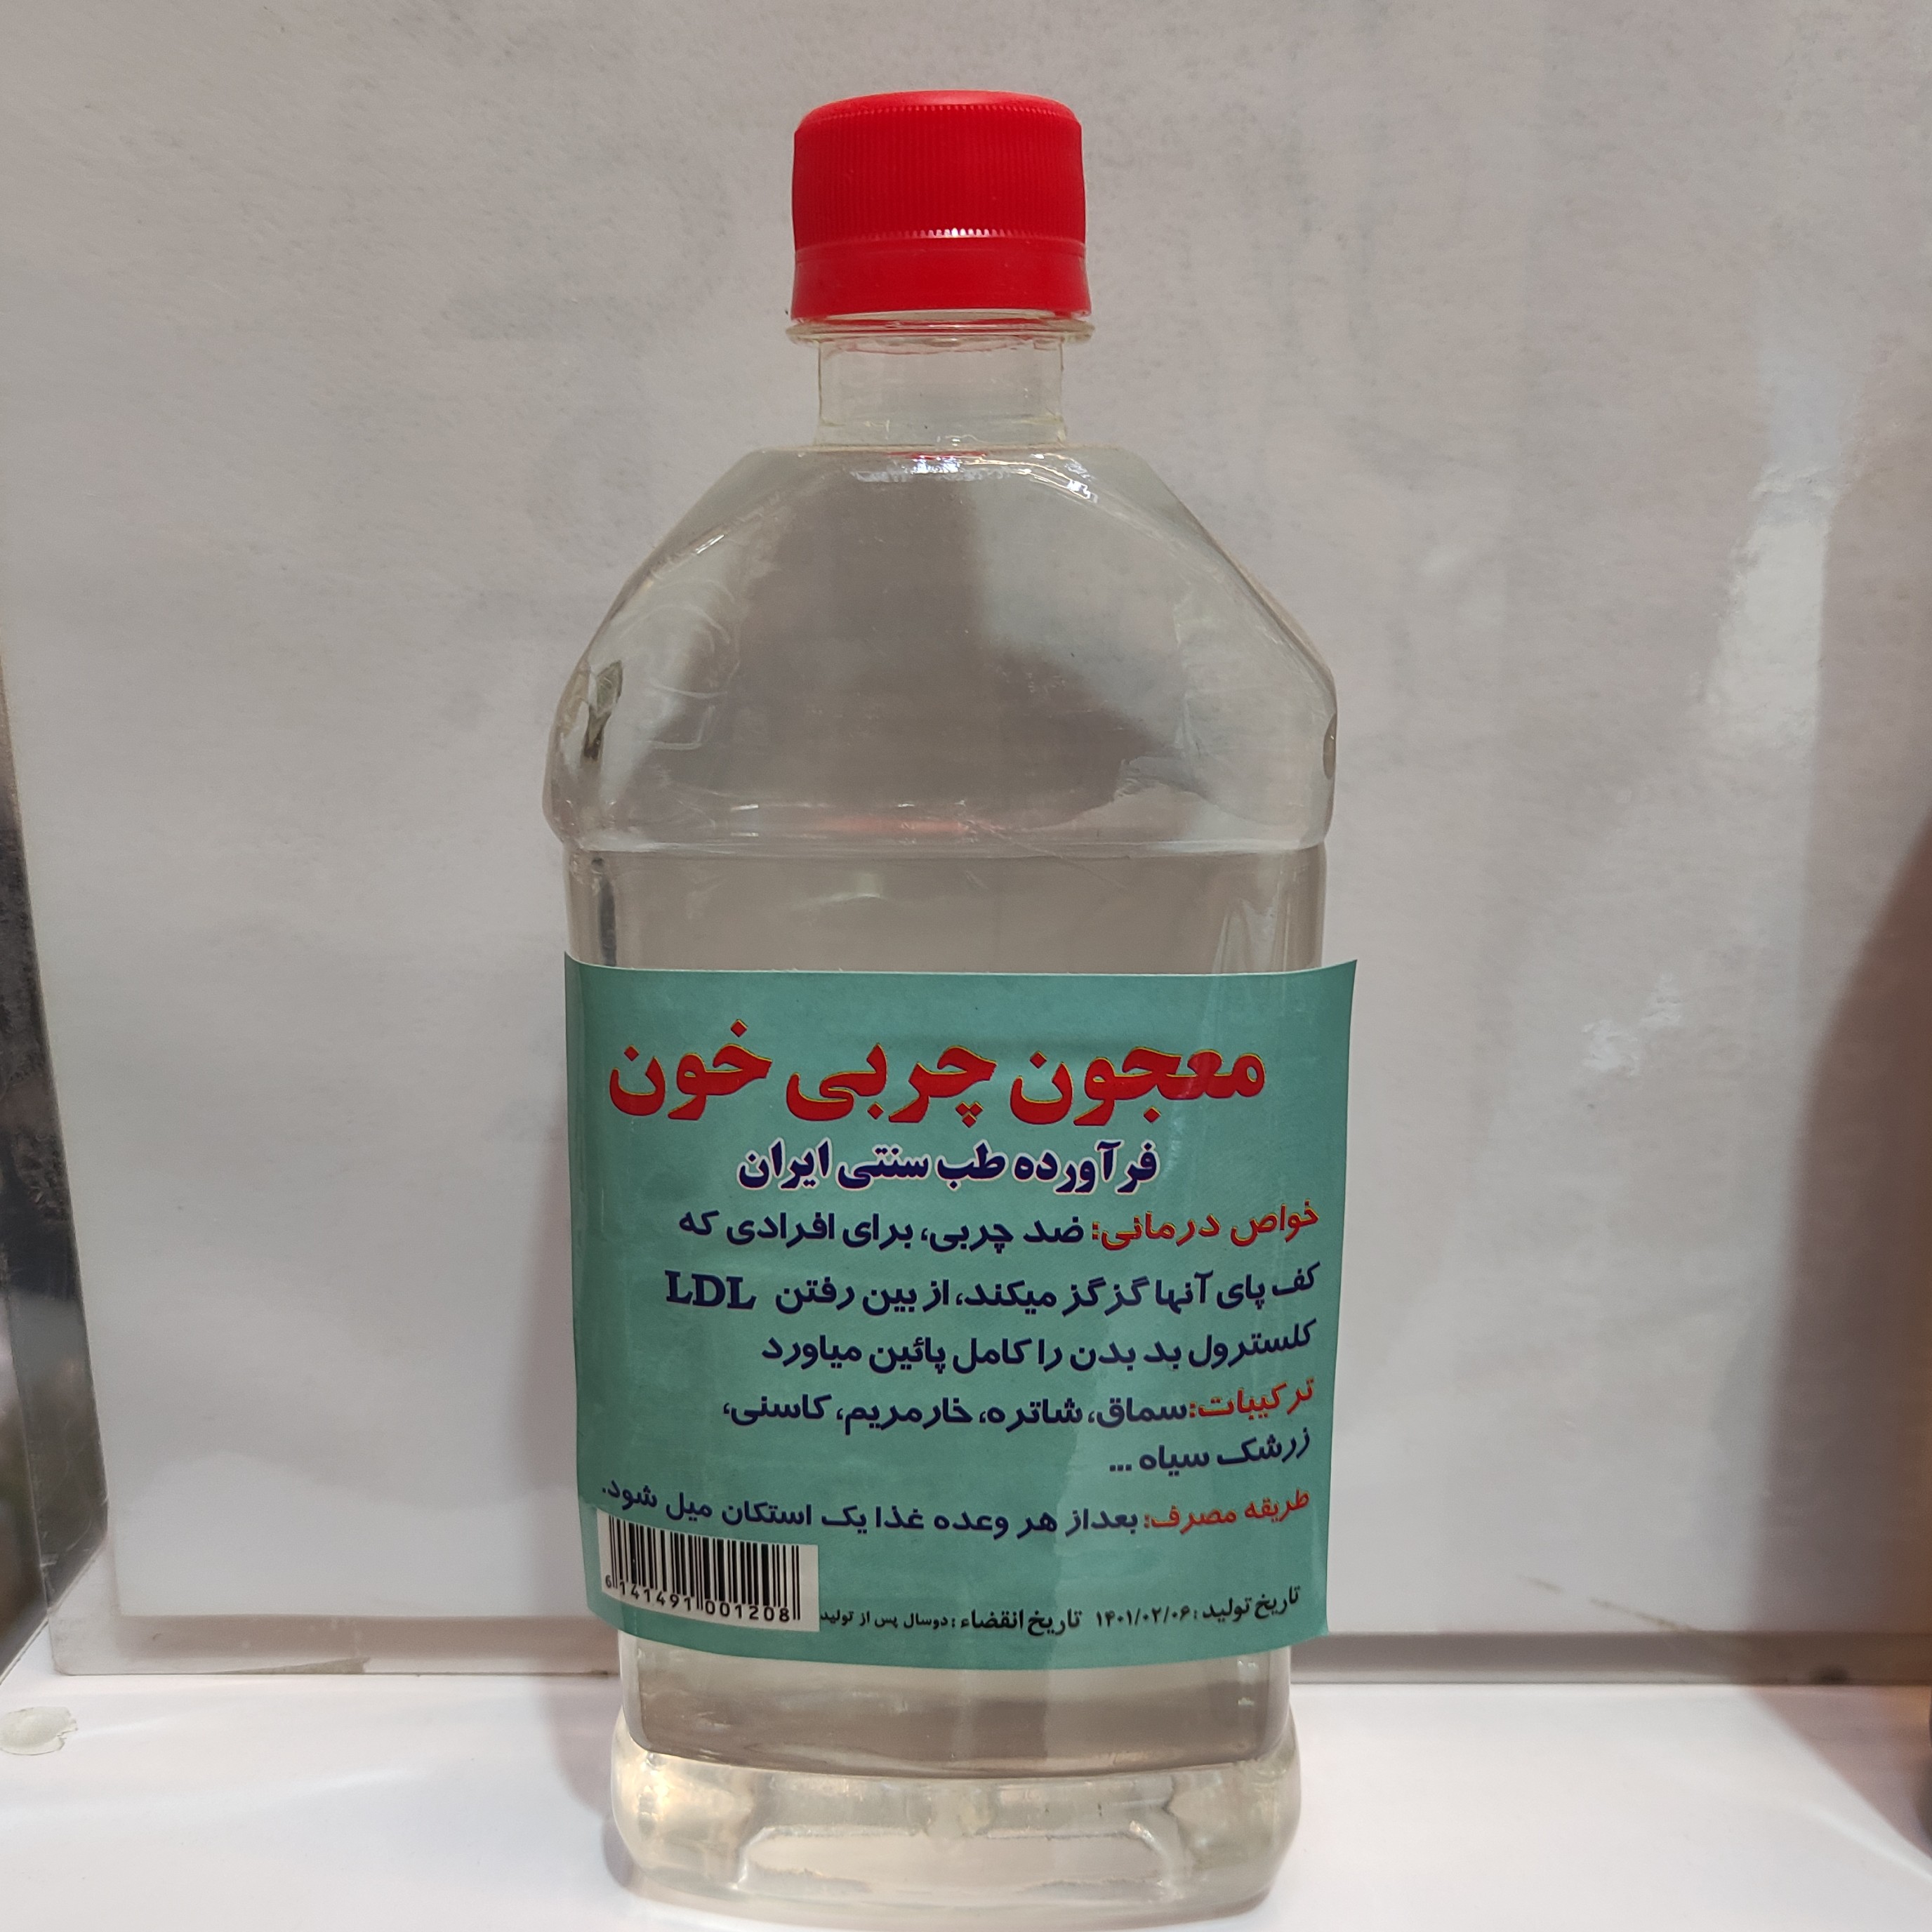 معجون چربی خون
فرآورده طب سنتی ایران
خواص درمانی: ضد چربی، برای افرادی که
کف پای آنها گزگز میکند، از بین رفتن LDL
کلسترول بد بدن را کامل پائین میاورد
ترکیبات: سماق، شاتره، خارمریم، کاسنی،
زرشک سیاه ...
طریقه مصرف: بعداز هر وعده غذا یک استکان میل شود.
تاریخ تولید: ۱۴۰۱/۰۲/۰۶ تاریخ انقضاء: دوسال پس از تولید
6 141491 001208